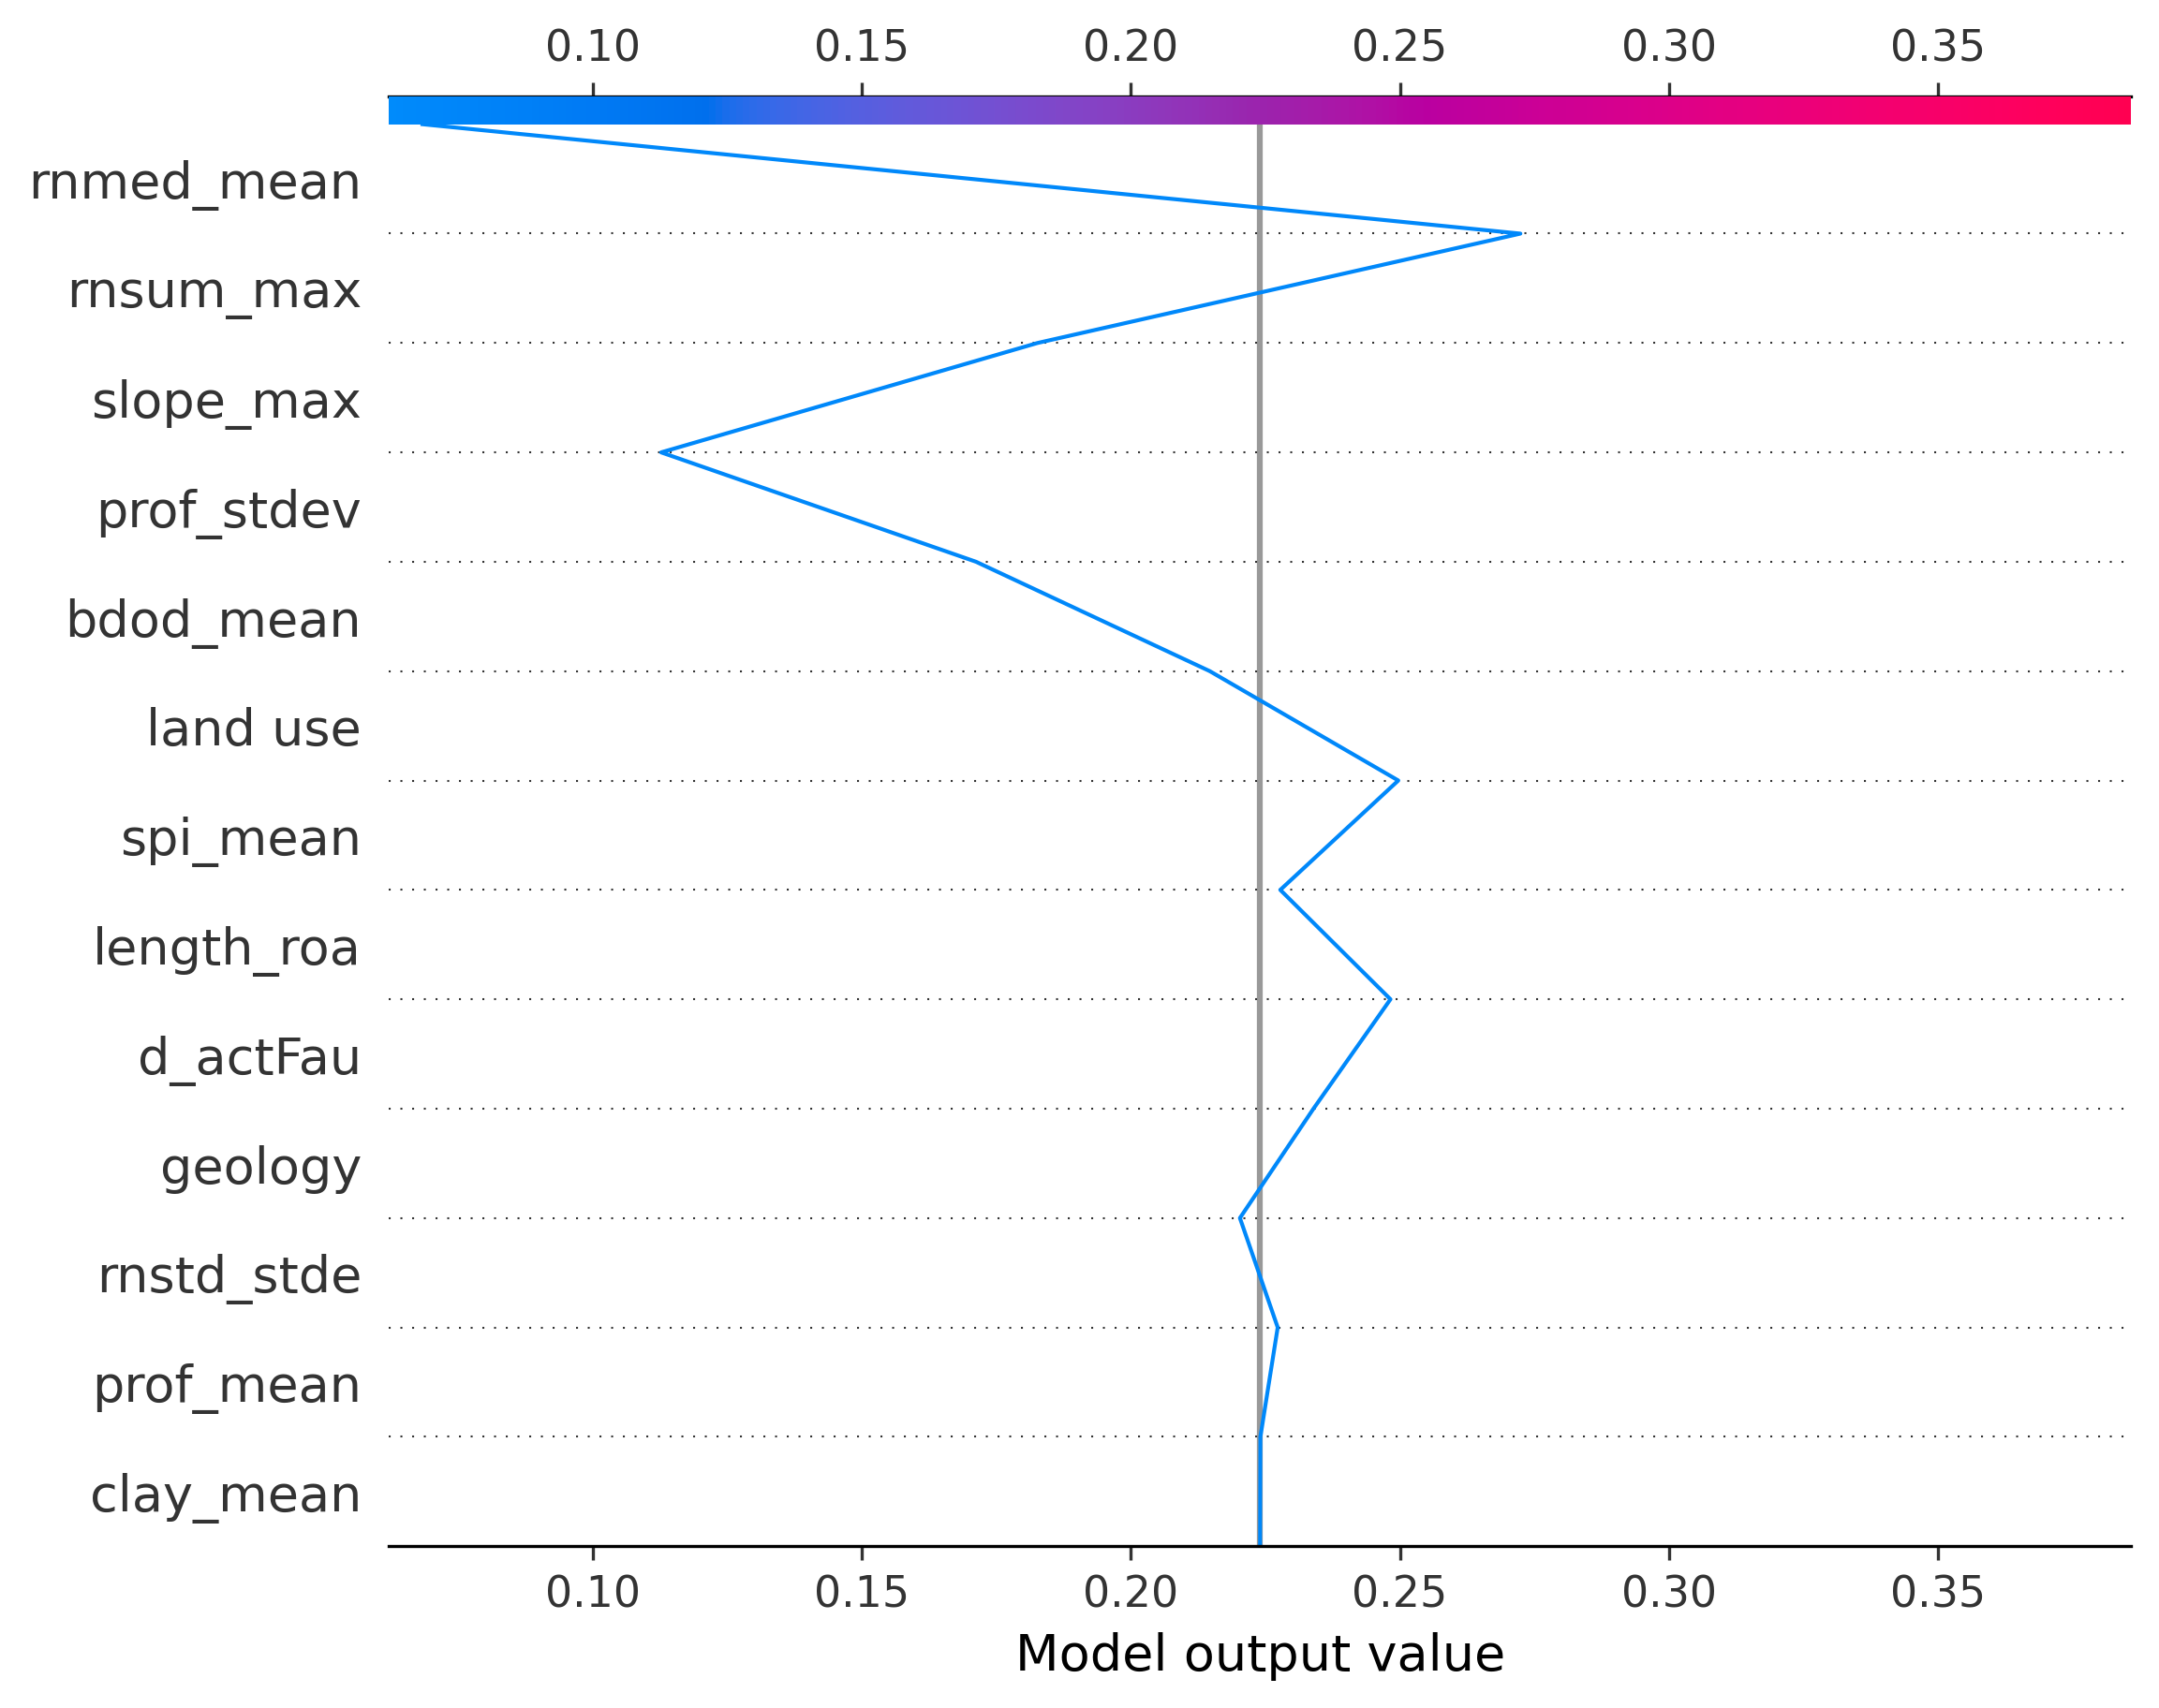 0.10 0.15 0.20 0.25 0.30 0.35
rnmed_mean
rnsum_max
slope_max
prof_stdev
bdod_mean
land use
spi_mean
length_roa
d_actFau
geology
rnstd_stde
prof_mean
clay_mean
0.10 0.15 0.20 0.25 0.30 0.35
Model output value